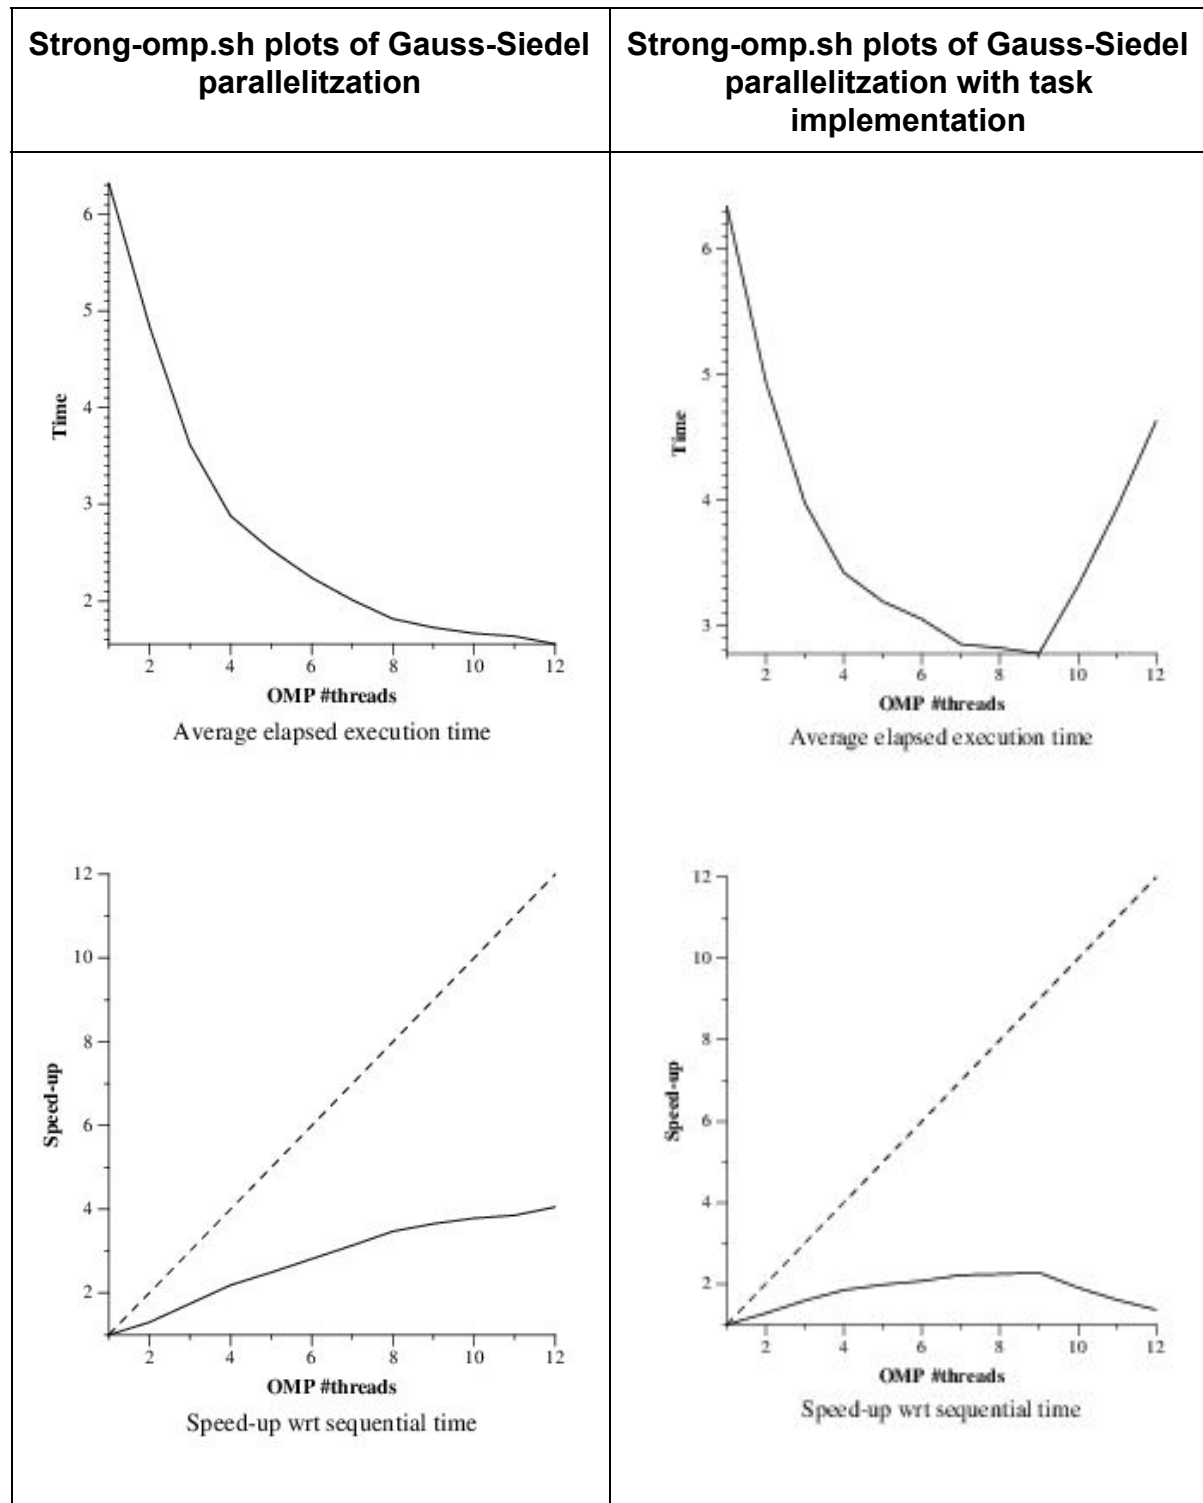 Strong-omp.sh plots of Gauss-Siedel
parallelitzation
Strong-omp.sh plots of Gauss-Siedel
parallelitzation with task
implementation
6
5
4
3
2
Time
2 4 6 8 10 12
OMP #threads
Average elapsed execution time
6
5
4
3
Time
2 4 6 8 10 12
OMP #threads
Average elapsed execution time
12
10
8
6
4
2
Speed-up
2 4 6 8 10 12
OMP #threads
Speed-up wrt sequential time
12
10
8
6
4
2
Speed-up
2 4 6 8 10 12
OMP #threads
Speed-up wrt sequential time